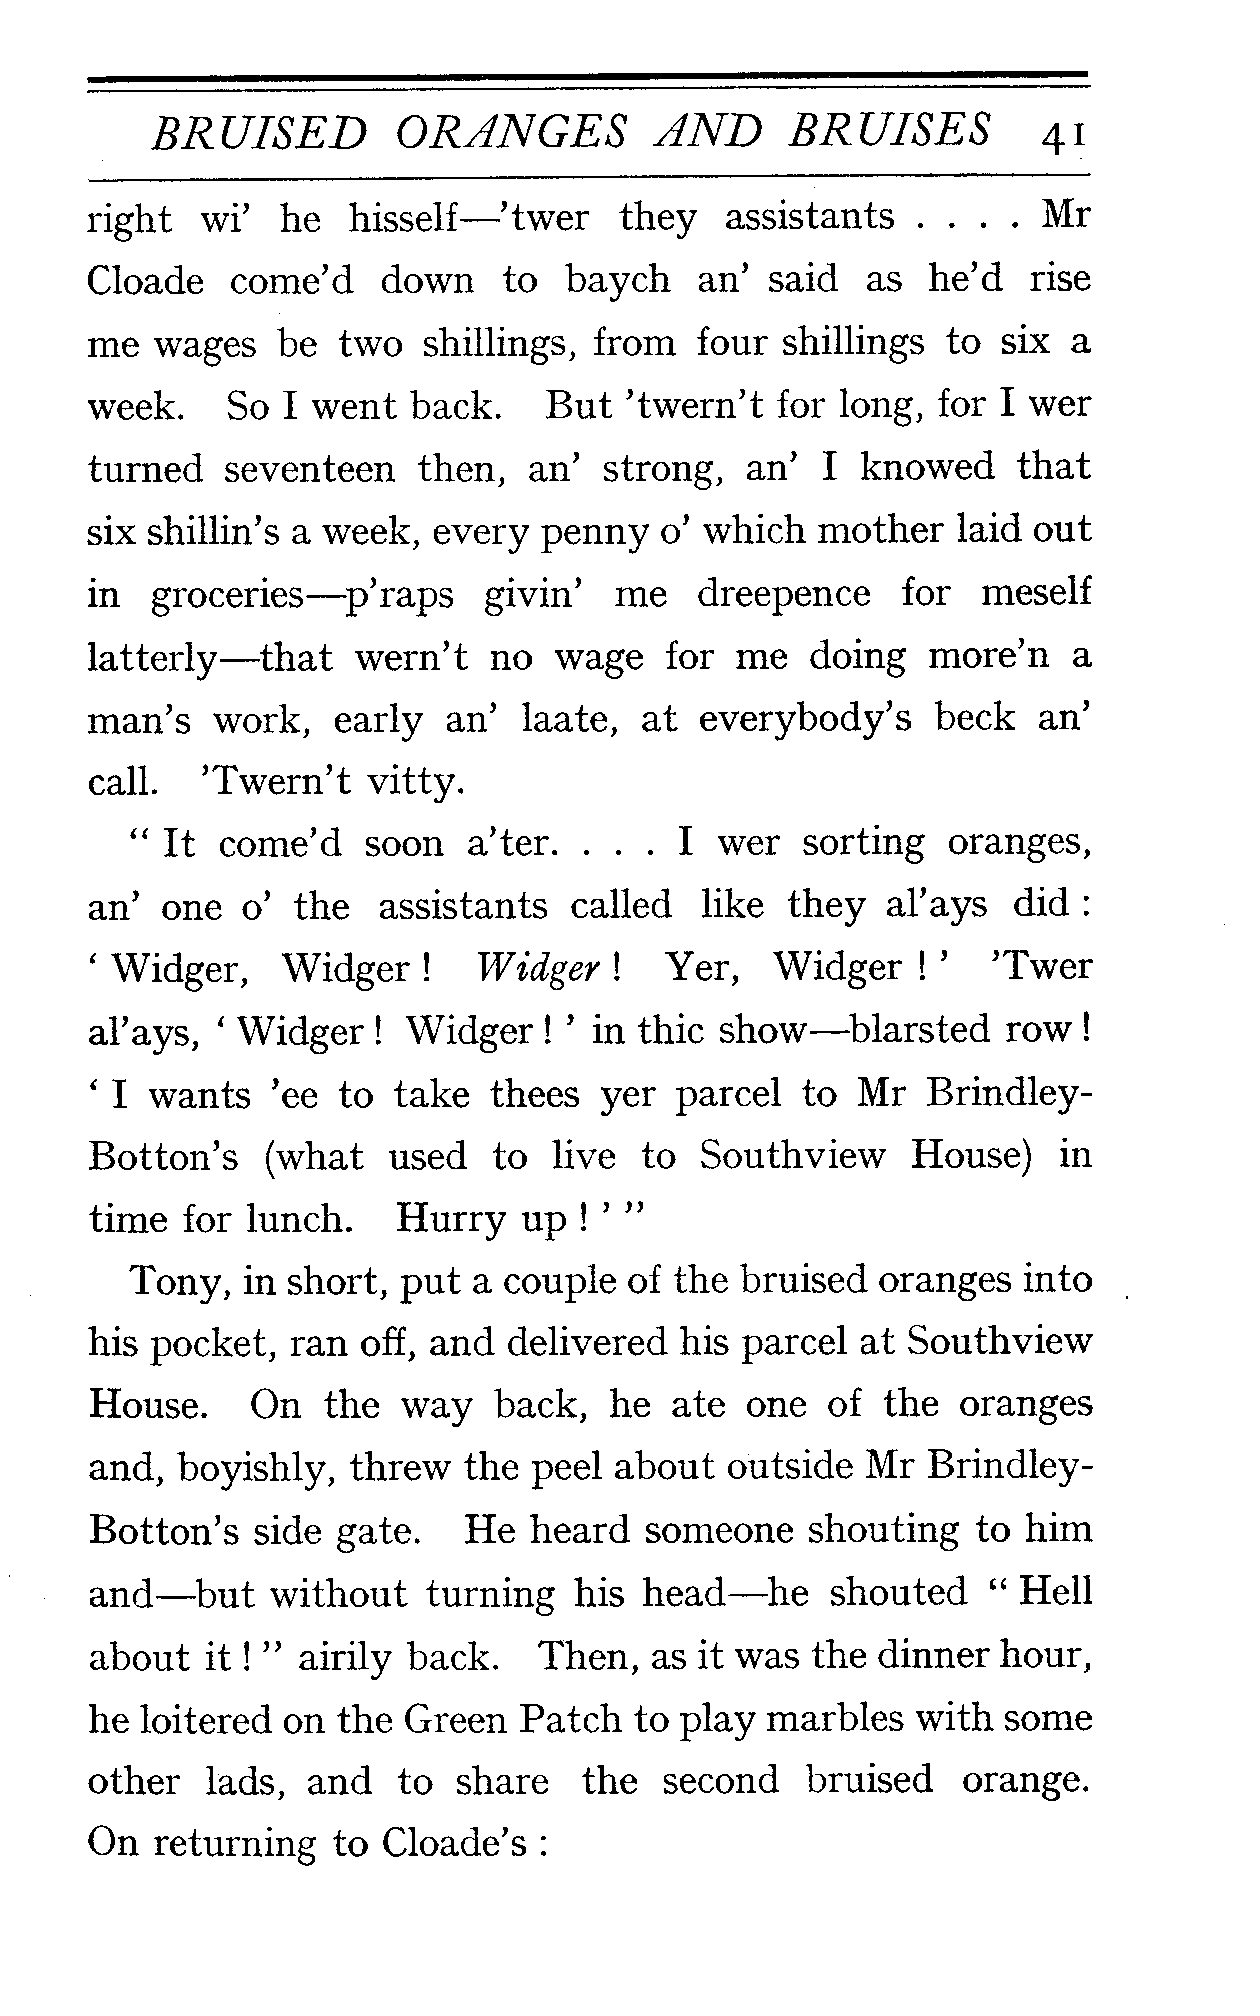 BRUISED ORANGES AND BRUISES 41
right wi' he hisself—'twer they assistants . . . . Mr
Cloade come'd down to baych an' said as he'd rise
me wages be two shillings, from four shillings to six a
week. So I went back. But 'twern't for long, for I wer
turned seventeen then, an' strong, an' I knowed that
six shillin's a week, every penny o' which mother laid out
in groceries—p'raps givin' me dreepence for meself
latterly—that wern't no wage for me doing more'n a
man's work, early an' laate, at everybody's beck an'
call. 'Twern't vitty.
“ It come'd soon a'ter. . . . I wer sorting oranges,
an' one o' the assistants called like they al'ays did :
‘ Widger, Widger ! Widger ! Yer, Widger ! ’ 'Twer
al'ays, ‘ Widger ! Widger ! ’ in thic show—blarsted row !
‘ I wants 'ee to take thees yer parcel to Mr Brindley-
Botton's (what used to live to Southview House) in
time for lunch. Hurry up ! ’ ”
Tony, in short, put a couple of the bruised oranges into
his pocket, ran off, and delivered his parcel at Southview
House. On the way back, he ate one of the oranges
and, boyishly, threw the peel about outside Mr Brindley-
Botton's side gate. He heard someone shouting to him
and—but without turning his head—he shouted “ Hell
about it ! ” airily back. Then, as it was the dinner hour,
he loitered on the Green Patch to play marbles with some
other lads, and to share the second bruised orange.
On returning to Cloade's :